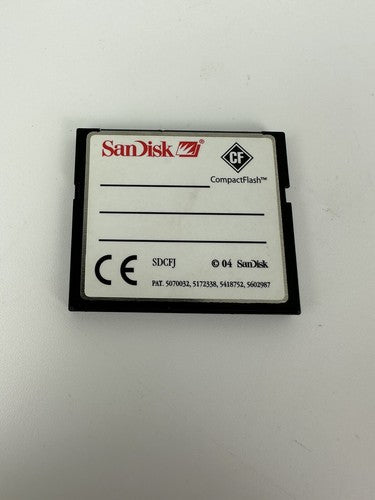 SanDisk
CF
CompactFlash™
CE
SDCFJ
© 04 SanDisk
PAT. 5070032, 5172338, 5418752, 5602987